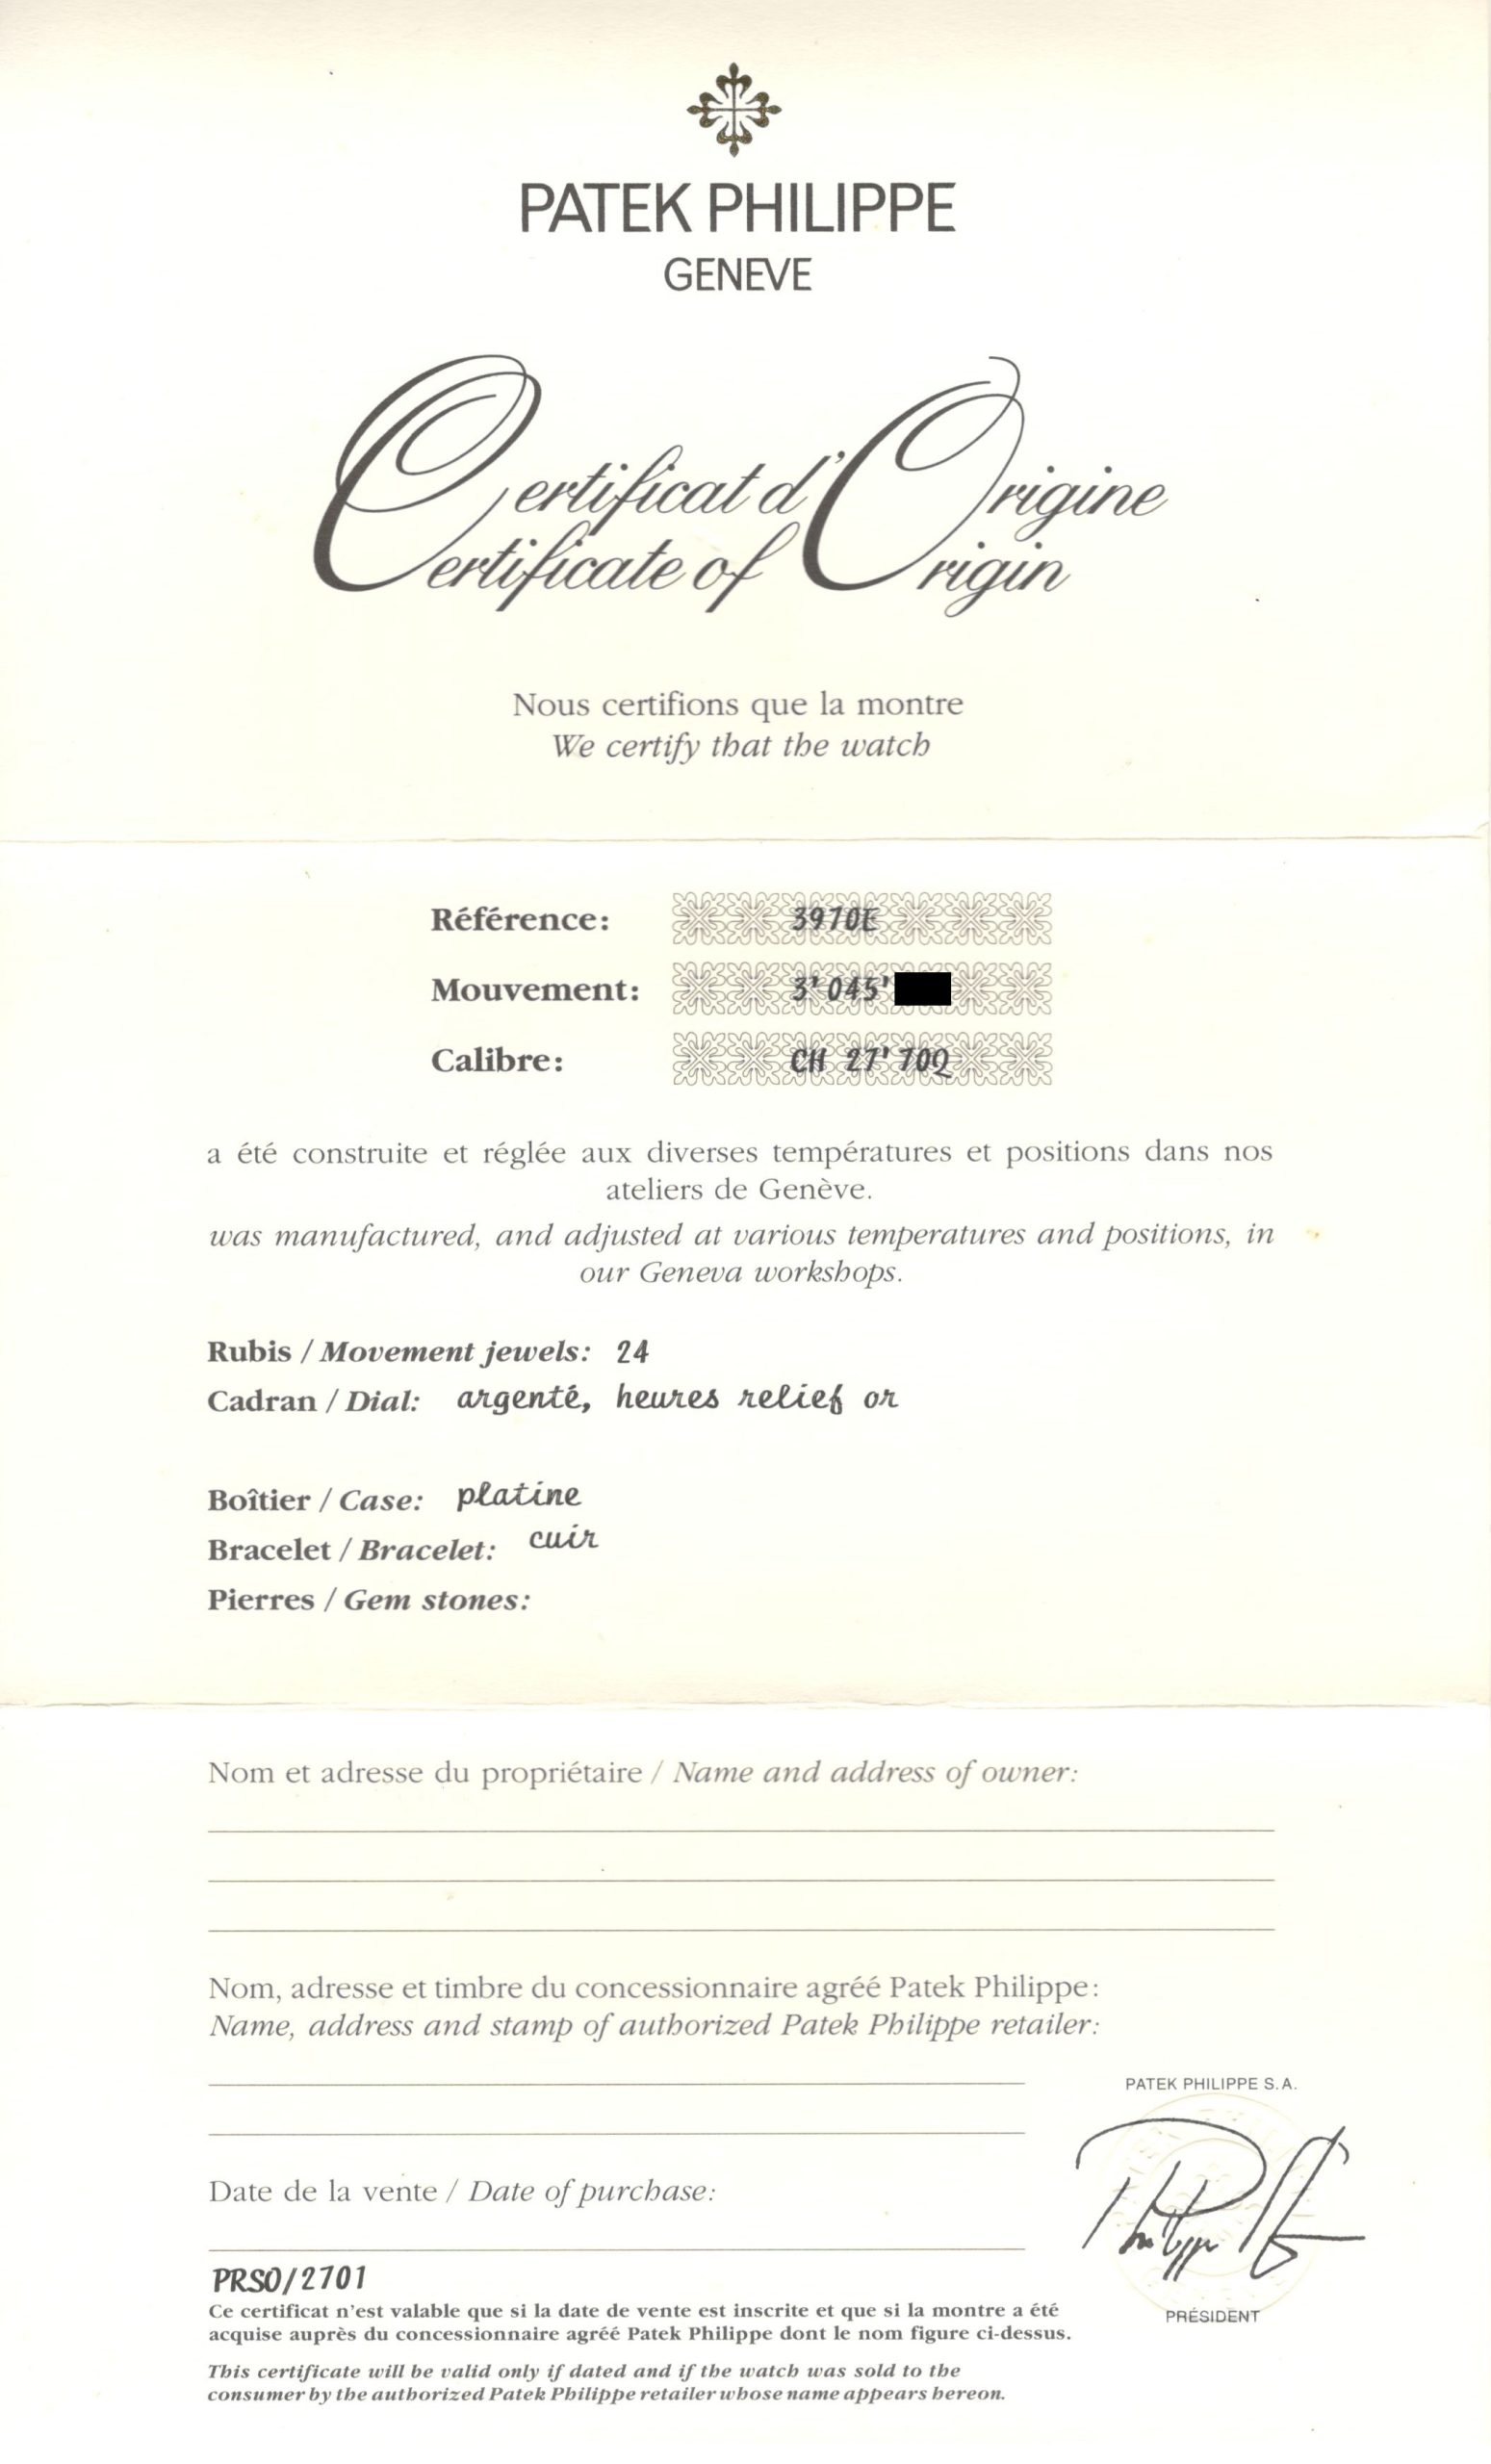 PATEK PHILIPPE
GENEVE
Certificat d'Origine
Certificate of Origin
Nous certifions que la montre
We certify that the watch
Référence: 3970E
Mouvement: 3'045'
Calibre: CH 27'70Q
a été construite et réglée aux diverses températures et positions dans nos
ateliers de Genève.
was manufactured, and adjusted at various temperatures and positions, in
our Geneva workshops.
Rubis / Movement jewels: 24
Cadran / Dial: argenté, heures relief or
Boîtier / Case: platine
Bracelet / Bracelet: cuir
Pierres / Gem stones:
Nom et adresse du propriétaire / Name and address of owner:
Nom, adresse et timbre du concessionnaire agréé Patek Philippe:
Name, address and stamp of authorized Patek Philippe retailer:
PATEK PHILIPPE S.A.
Date de la vente / Date of purchase:
PRSO/2701
PRÉSIDENT
Ce certificat n'est valable que si la date de vente est inscrite et que si la montre a été
acquise auprès du concessionnaire agréé Patek Philippe dont le nom figure ci-dessus.
This certificate will be valid only if dated and if the watch was sold to the
consumer by the authorized Patek Philippe retailer whose name appears hereon.